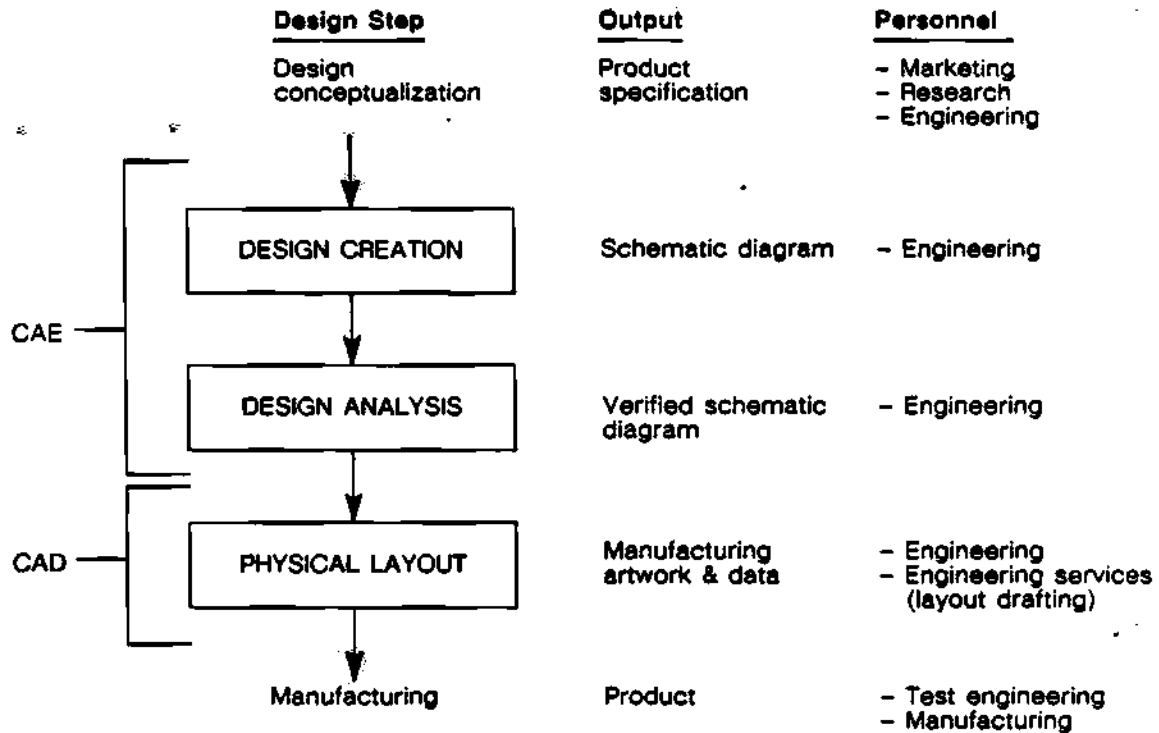 Design Step Output Personnel
Design Product – Marketing
conceptualization specification – Research
– Engineering
DESIGN CREATION Schematic diagram – Engineering
CAE
DESIGN ANALYSIS Verified schematic – Engineering
diagram
CAD PHYSICAL LAYOUT Manufacturing – Engineering
artwork & data – Engineering services
(layout drafting)
Manufacturing Product – Test engineering
– Manufacturing